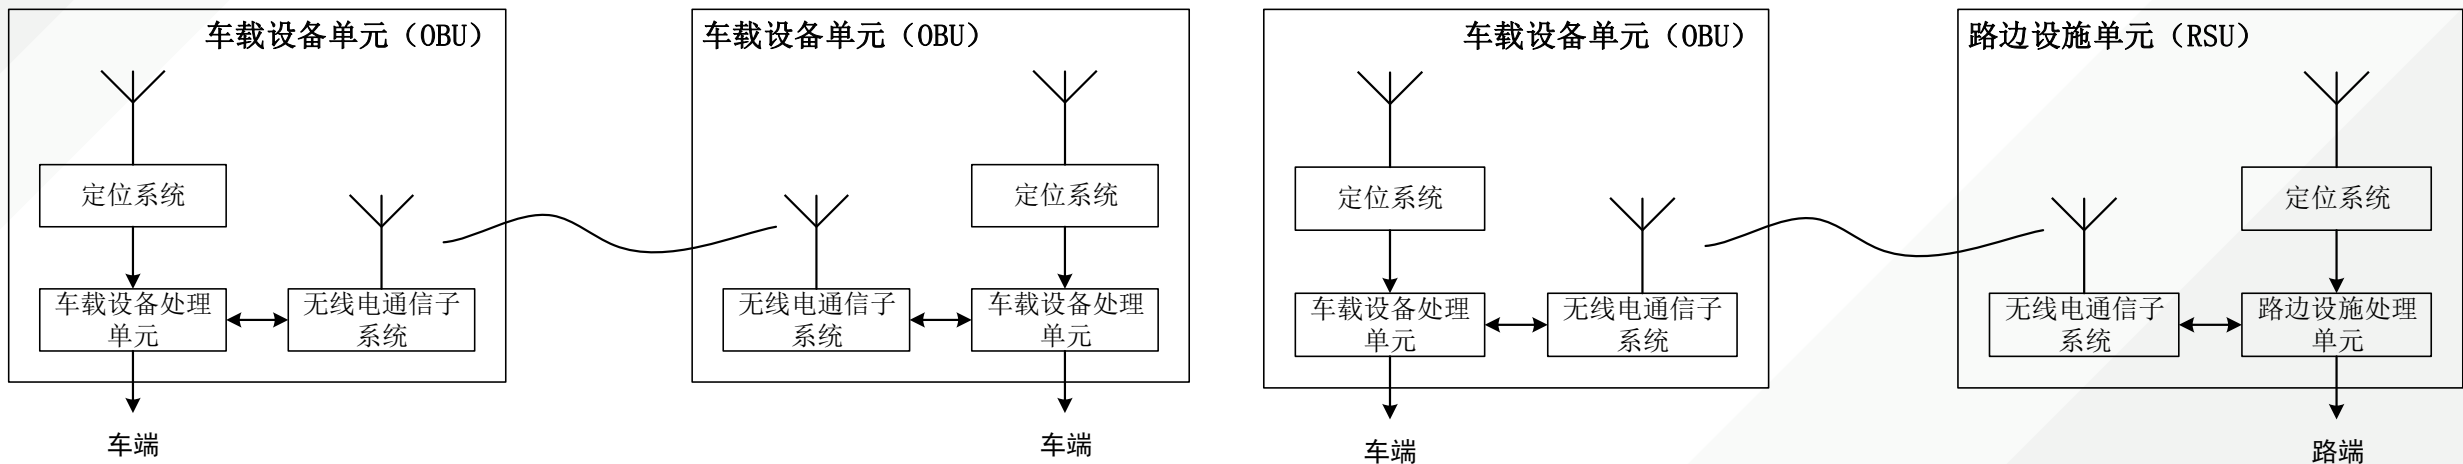 车载设备单元（OBU）
定位系统
车载设备处理
单元
无线电通信子
系统
车端
车载设备单元（OBU）
定位系统
无线电通信子
系统
车载设备处理
单元
车端
车载设备单元（OBU）
定位系统
车载设备处理
单元
无线电通信子
系统
车端
路边设施单元（RSU）
定位系统
无线电通信子
系统
路边设施处理
单元
路端